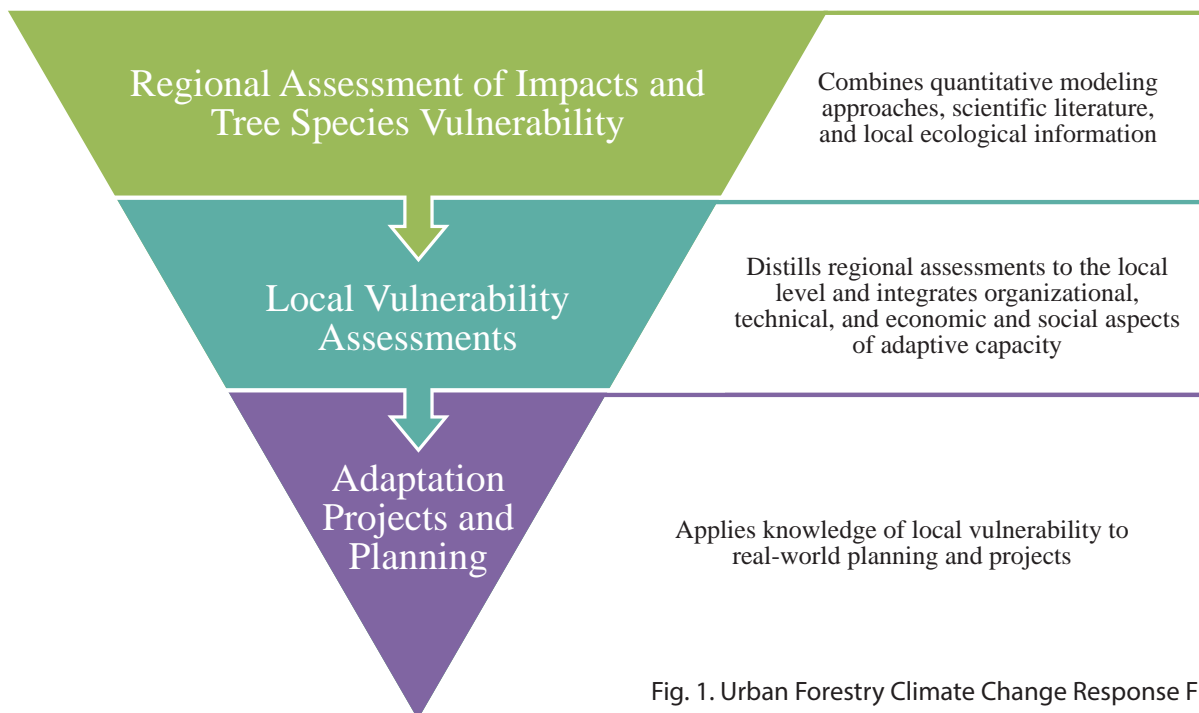 Regional Assessment of Impacts and
Tree Species Vulnerability
Combines quantitative modeling
approaches, scientific literature,
and local ecological information
Local Vulnerability
Assessments
Distills regional assessments to the local
level and integrates organizational,
technical, and economic and social aspects
of adaptive capacity
Adaptation
Projects and
Planning
Applies knowledge of local vulnerability to
real-world planning and projects
Fig. 1. Urban Forestry Climate Change Response F